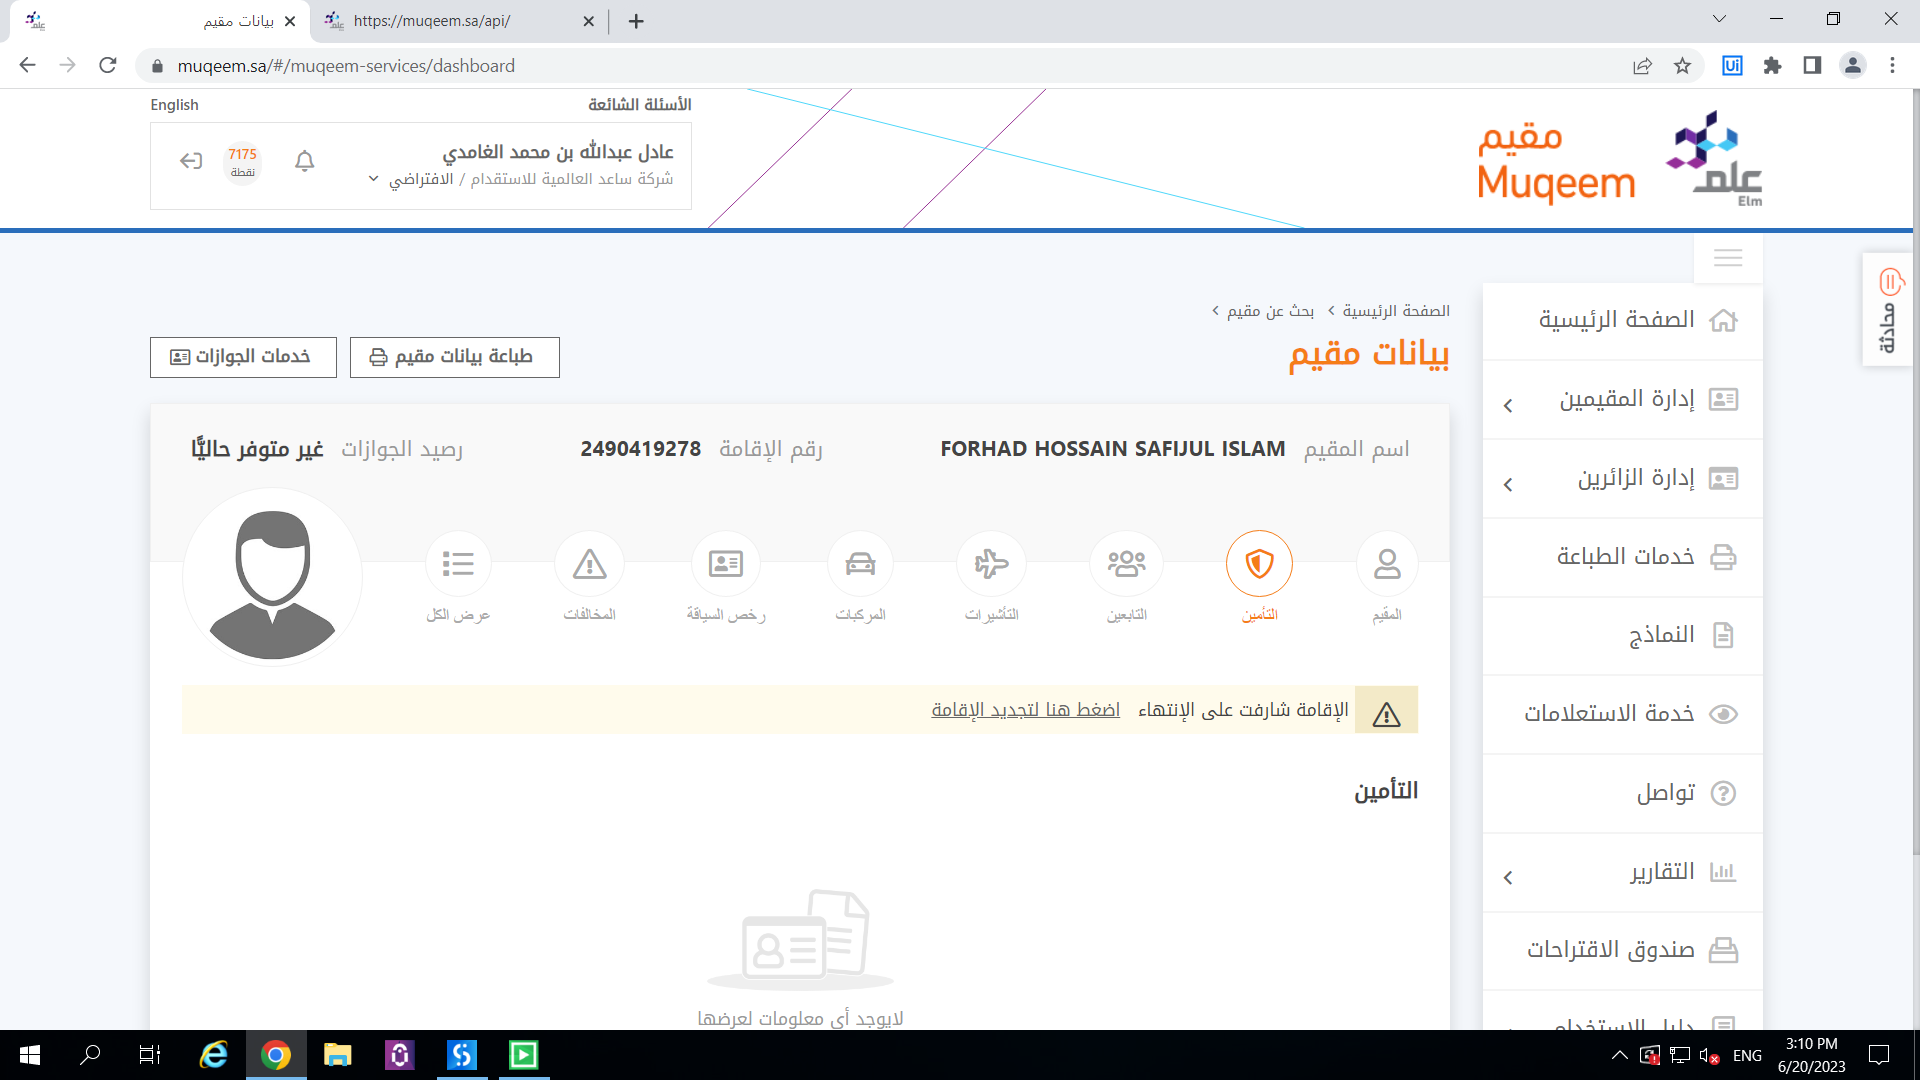 بيانات مقيم
https://muqeem.sa/api/
muqeem.sa/#/muqeem-services/dashboard
English
الأسئلة الشائعة
عادل عبدالله بن محمد الغامدي
شركة ساعد العالمية للاستقدام / الافتراضي
7175
نقطة
مقيم
Muqeem
علم
Elm
محادثة
الصفحة الرئيسية
إدارة المقيمين
إدارة الزائرين
خدمات الطباعة
النماذج
خدمة الاستعلامات
تواصل
التقارير
صندوق الاقتراحات
دليل الاستخدام
الصفحة الرئيسية > بحث عن مقيم >
بيانات مقيم
طباعة بيانات مقيم
خدمات الجوازات
اسم المقيم FORHAD HOSSAIN SAFIJUL ISLAM
رقم الإقامة 2490419278
رصيد الجوازات غير متوفر حاليًّا
المقيم
التأمين
التابعين
التأشيرات
المركبات
رخص السياقة
المخالفات
عرض الكل
الإقامة شارفت على الإنتهاء اضغط هنا لتجديد الإقامة
التأمين
لايوجد أي معلومات لعرضها
ENG
3:10 PM
6/20/2023